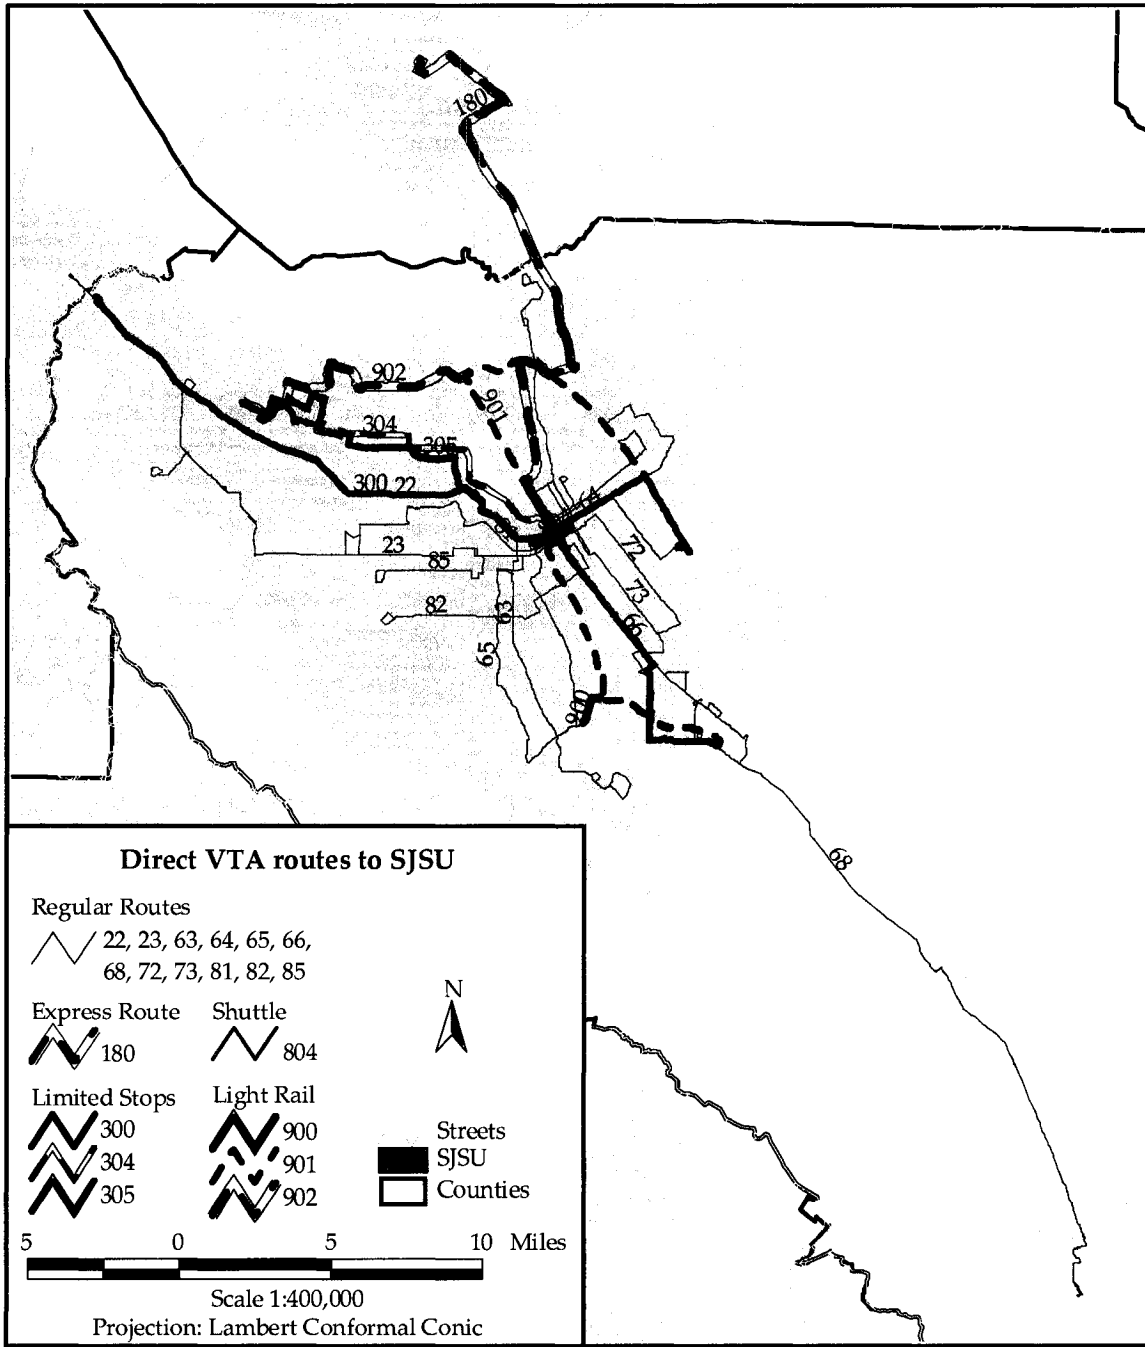 180
902
901
304
305
300 22
64
23
85
72
73
82
63
66
65
900
68
Direct VTA routes to SJSU
Regular Routes
22, 23, 63, 64, 65, 66,
68, 72, 73, 81, 82, 85
N
Express Route Shuttle
180 804
Limited Stops Light Rail
300 900
304 901
305 902
Streets
SJSU
Counties
5 0 5 10 Miles
Scale 1:400,000
Projection: Lambert Conformal Conic